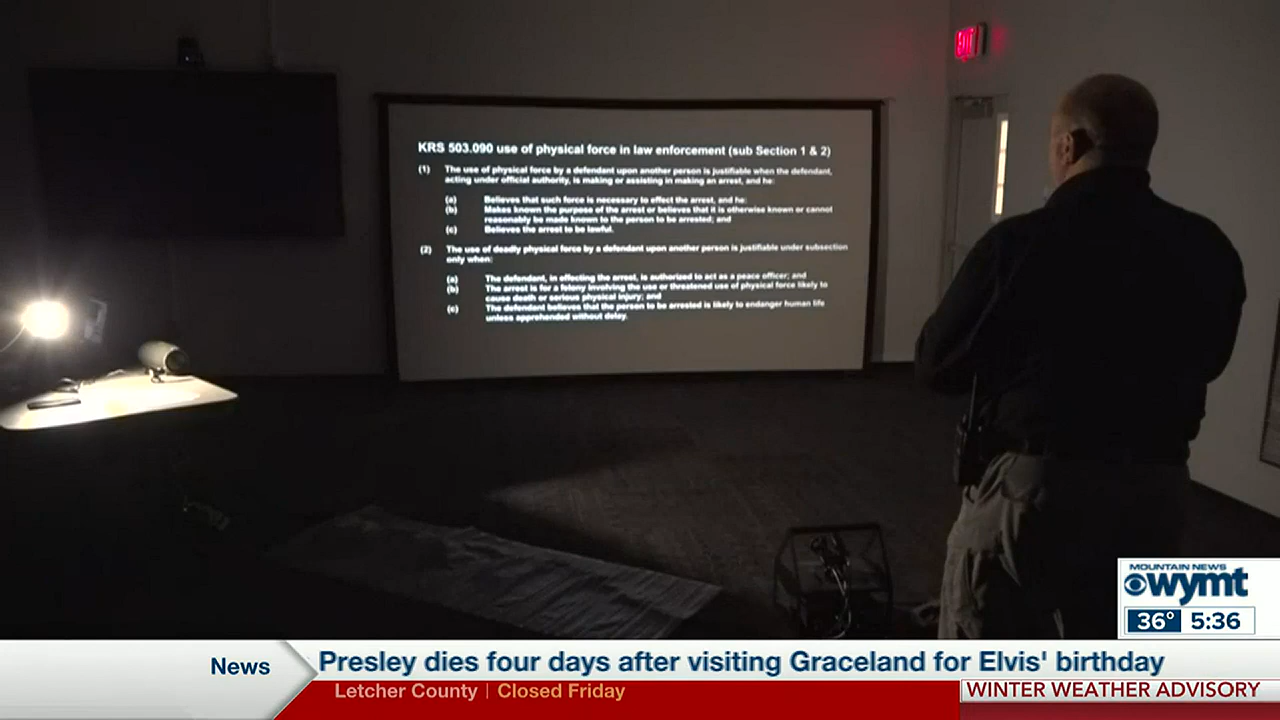 EXIT
KRS 503.090 use of physical force in law enforcement (sub Section 1 & 2)
(1) The use of physical force by a defendant upon another person is justifiable when the defendant,
acting under official authority, is making or assisting in making an arrest, and he:
(a) Believes that such force is necessary to effect the arrest, and he:
(b) Makes known the purpose of the arrest or believes that it is otherwise known or cannot
reasonably be made known to the person to be arrested; and
(c) Believes the arrest to be lawful.
(2) The use of deadly physical force by a defendant upon another person is justifiable under subsection
only when:
(a) The defendant, in effecting the arrest, is authorized to act as a peace officer; and
(b) The arrest is for a felony involving the use or threatened use of physical force likely to
cause death or serious physical injury; and
(c) The defendant believes that the person to be arrested is likely to endanger human life
unless apprehended without delay.
MOUNTAIN NEWS
wymt
36° 5:36
News Presley dies four days after visiting Graceland for Elvis' birthday
Letcher County | Closed Friday
WINTER WEATHER ADVISORY